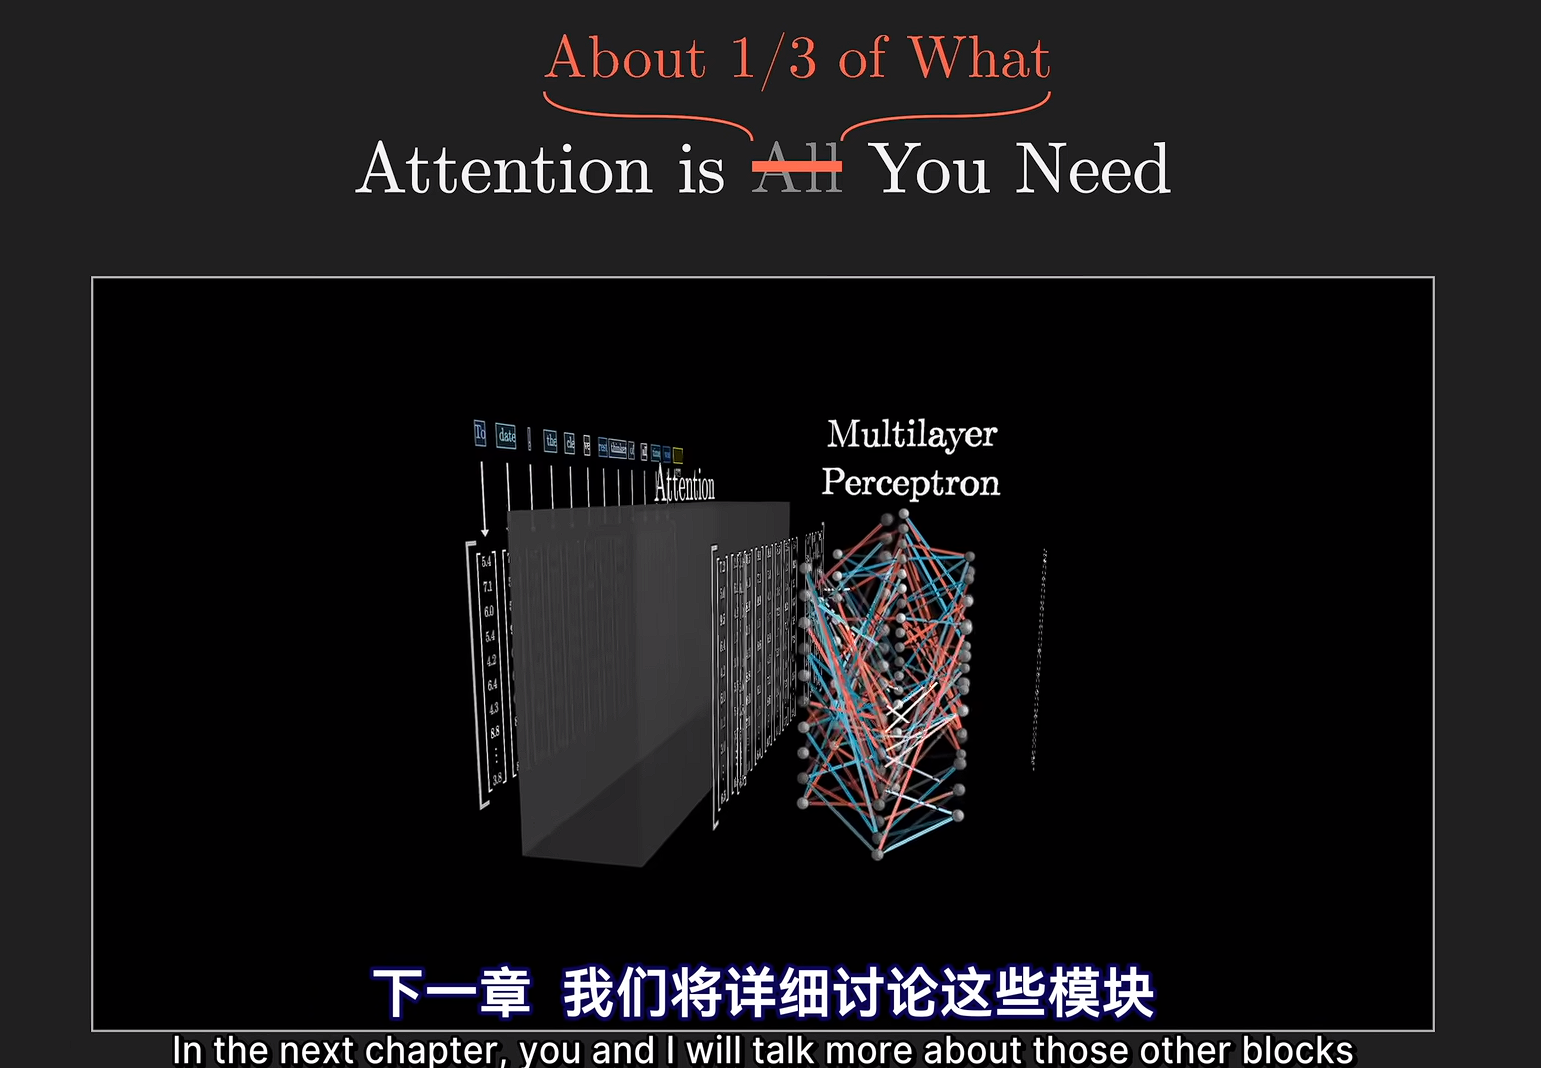 About 1/3 of What
Attention is All You Need
To date the
Attention
Multilayer
Perceptron
5.4
7.1
6.0
5.4
4.2
6.4
4.3
8.8
⋮
3.8
下一章 我们将详细讨论这些模块
In the next chapter, you and I will talk more about those other blocks